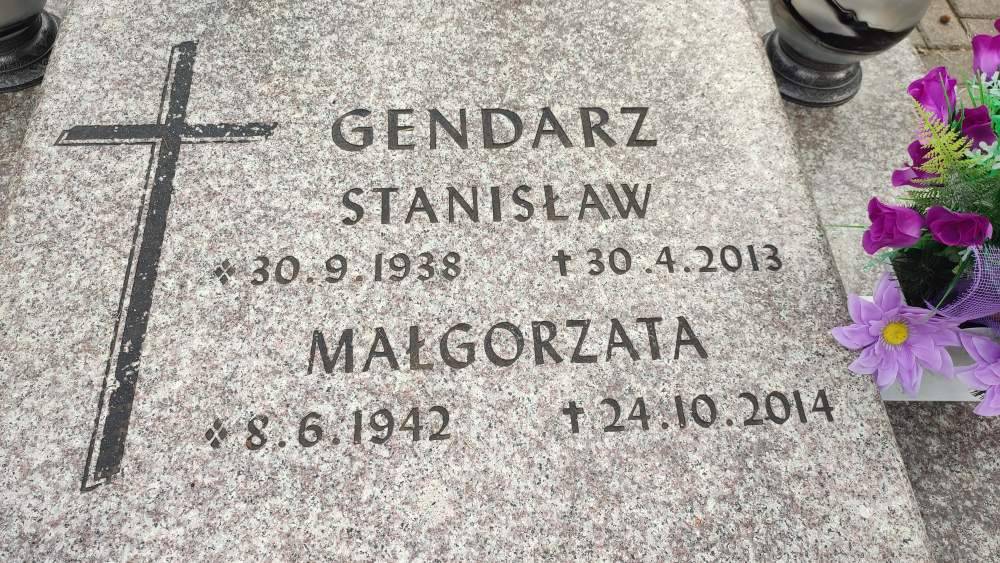 GENDARZ
STANISŁAW
30.9.1938 ✝ 30.4.2013
MAŁGORZATA
8.6.1942 ✝ 24.10.2014